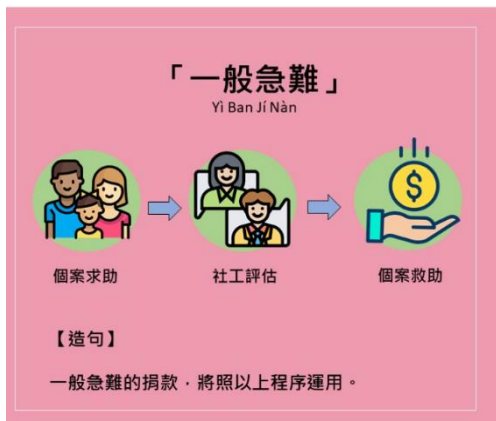 「一般急難」
Yì Ban Jí Nàn
$
個案求助
社工評估
個案救助
【造句】
一般急難的捐款，將照以上程序運用。